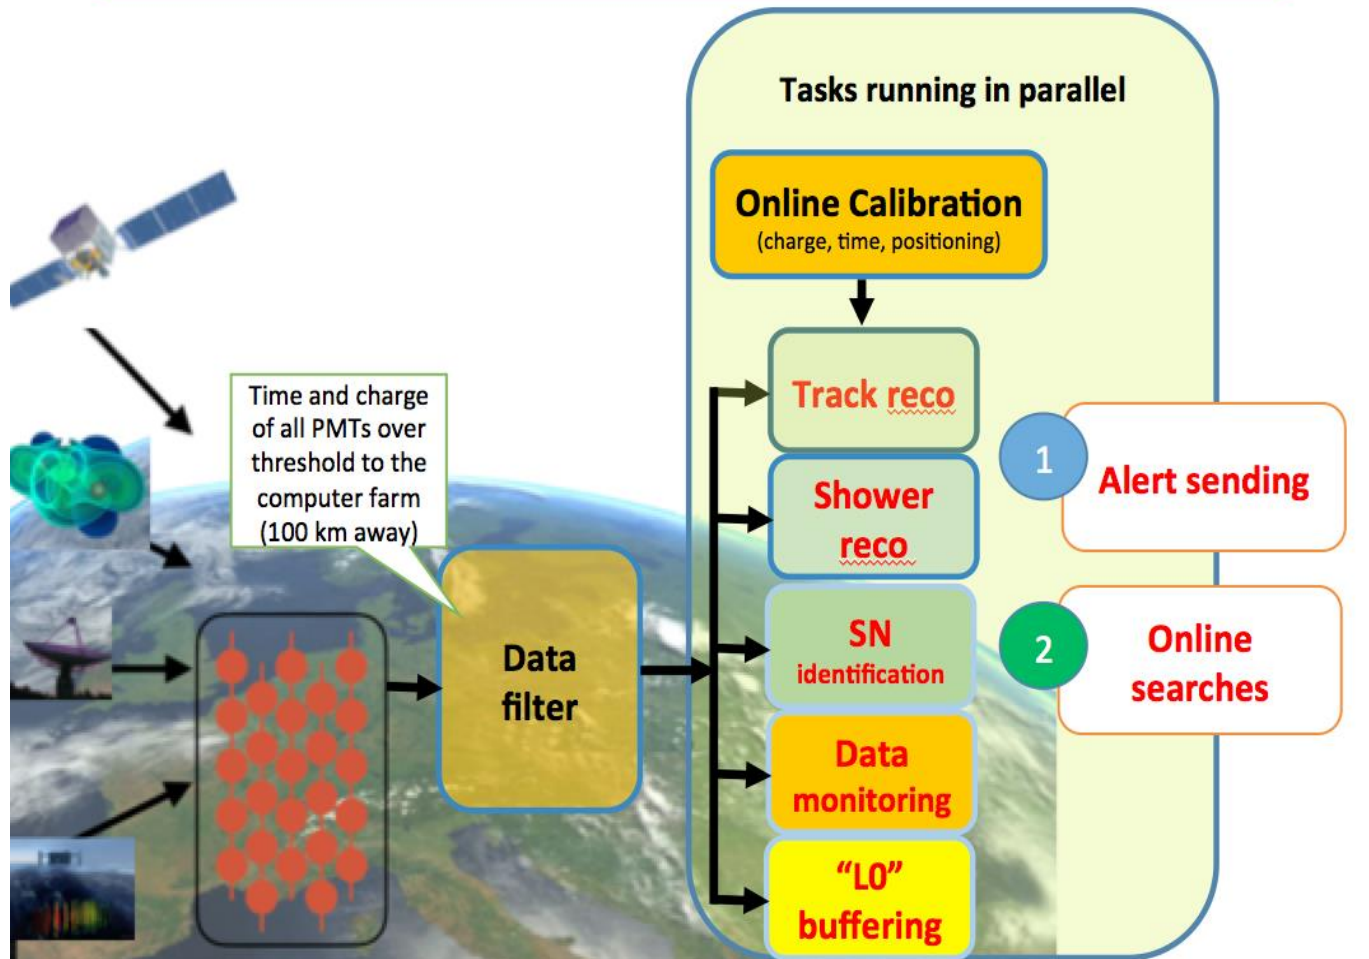 Tasks running in parallel
Online Calibration
(charge, time, positioning)
Time and charge
of all PMTs over
threshold to the
computer farm
(100 km away)
Data
filter
Track reco
Shower
reco
SN
identification
Data
monitoring
“L0”
buffering
1
Alert sending
2
Online
searches